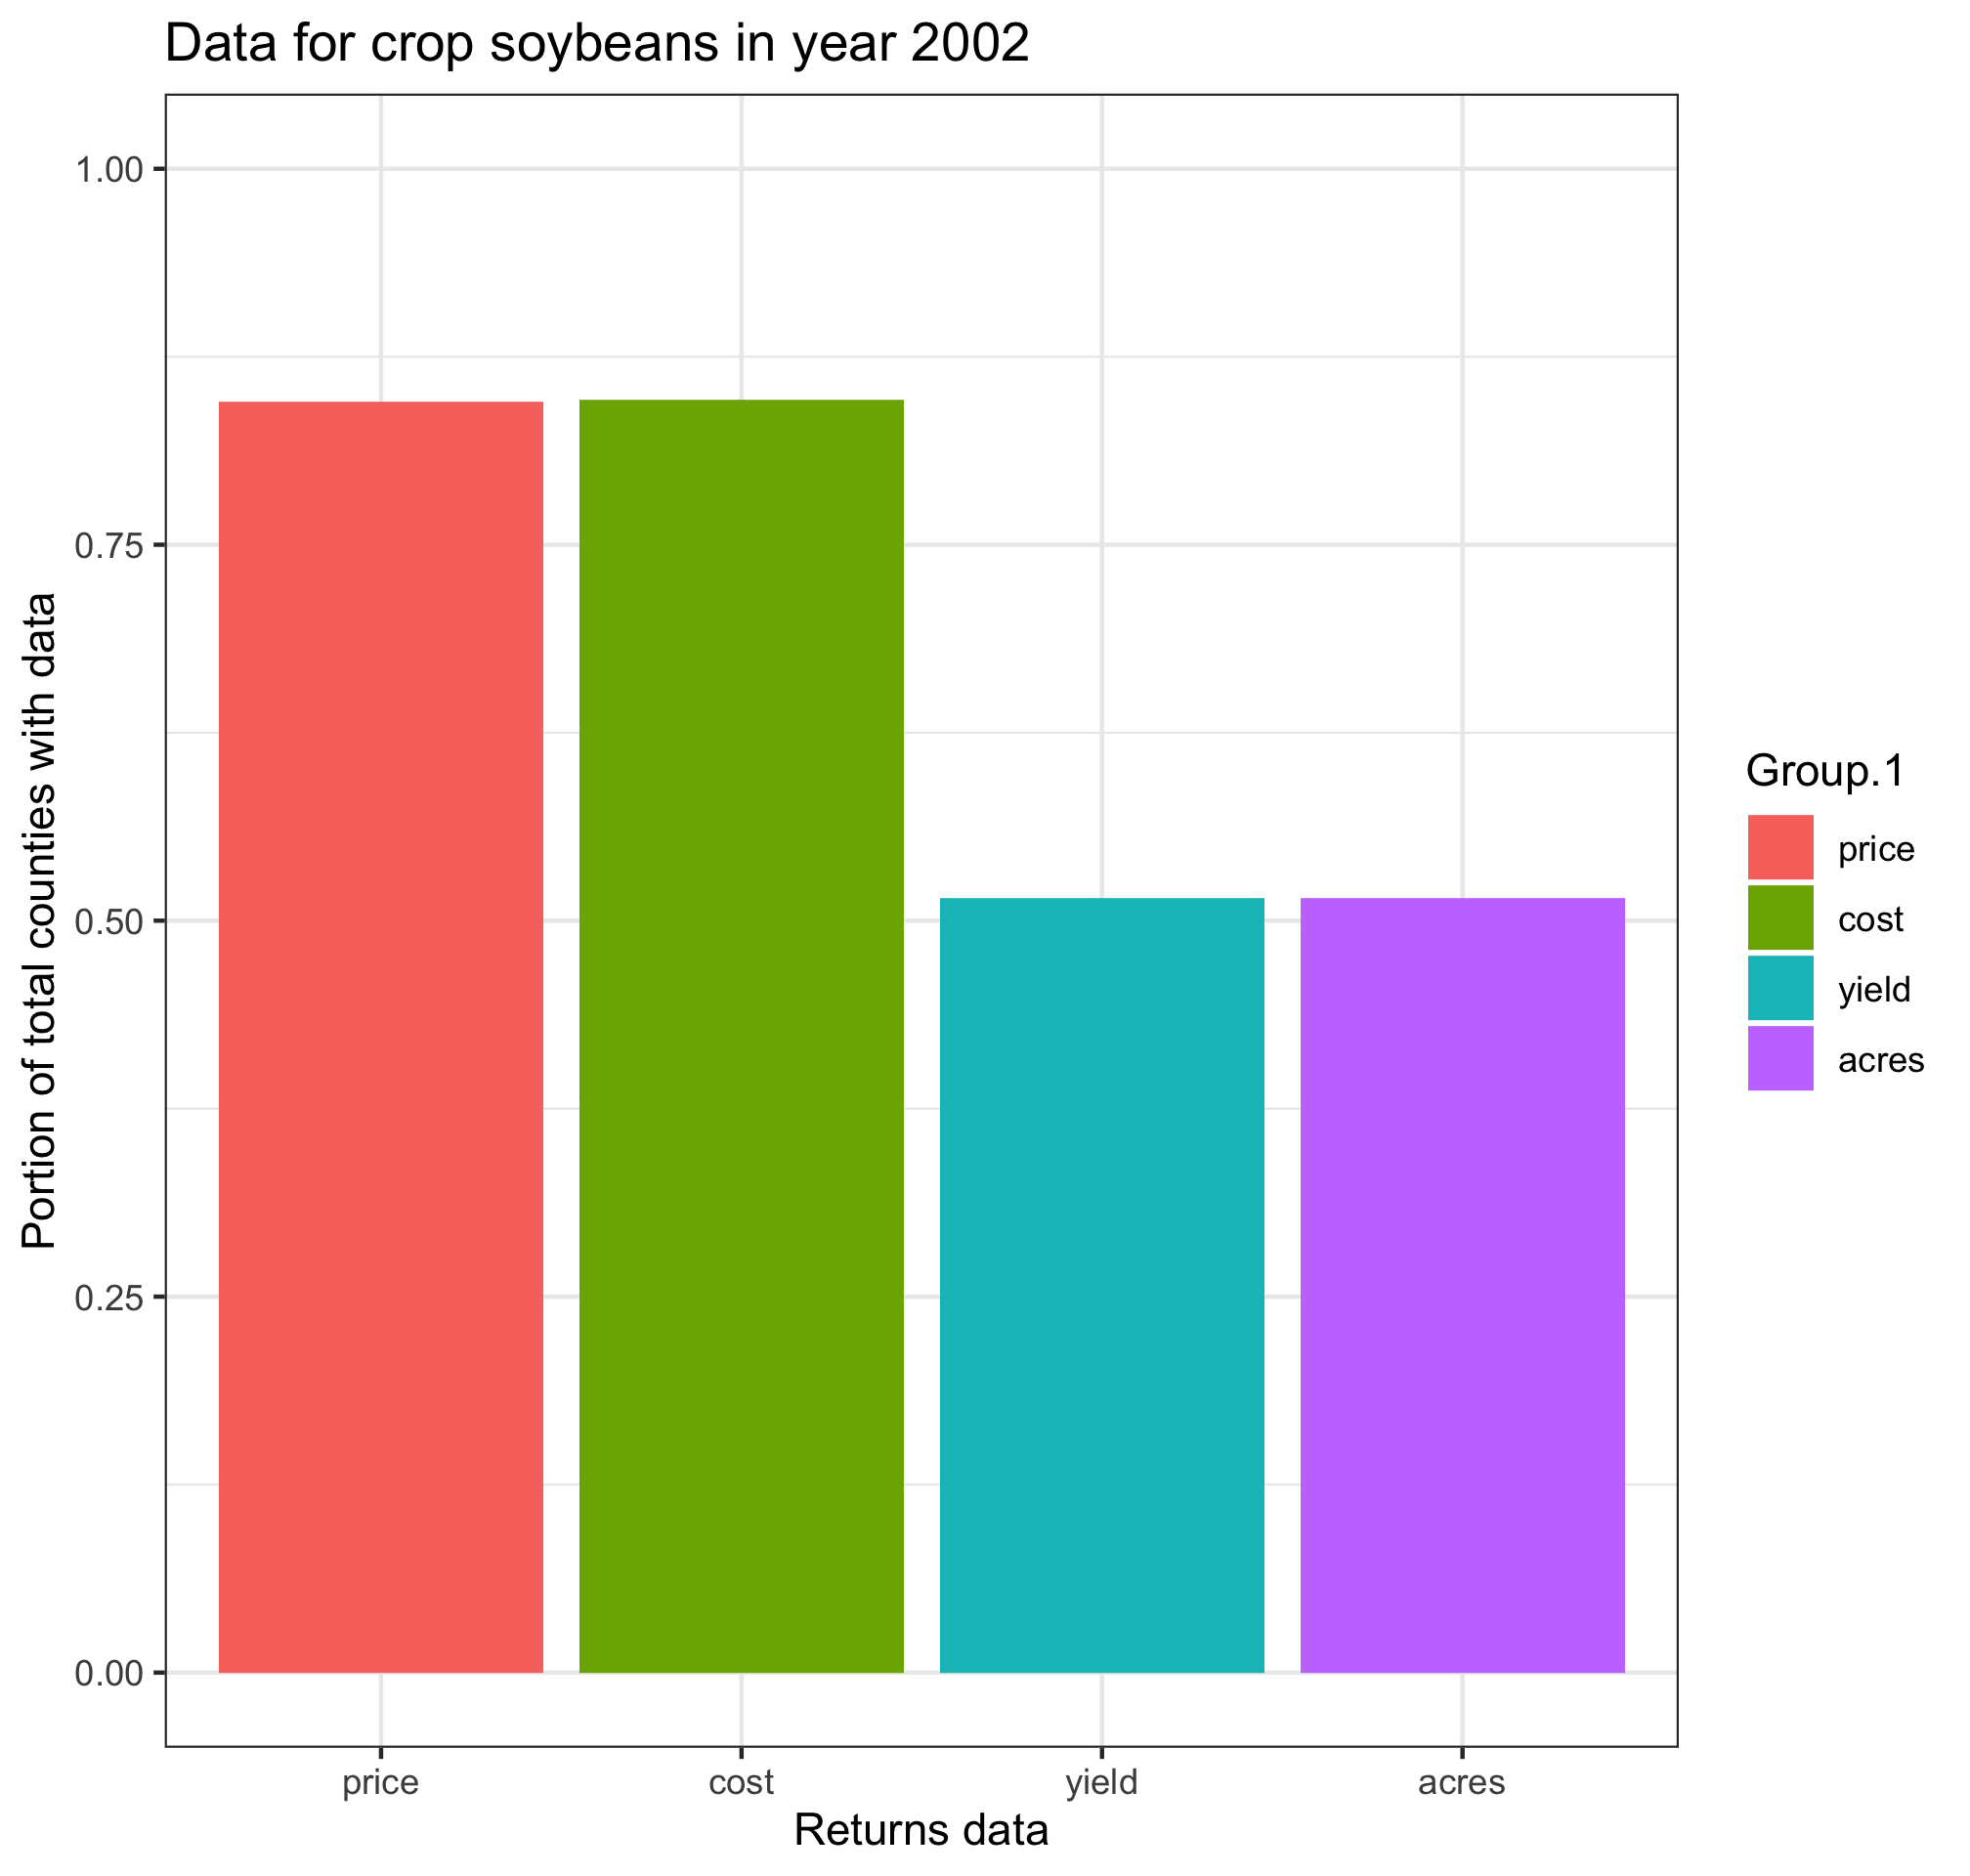 Data for crop soybeans in year 2002
Portion of total counties with data
1.00
0.75
0.50
0.25
0.00
price
cost
yield
acres
Returns data
Group.1
price
cost
yield
acres